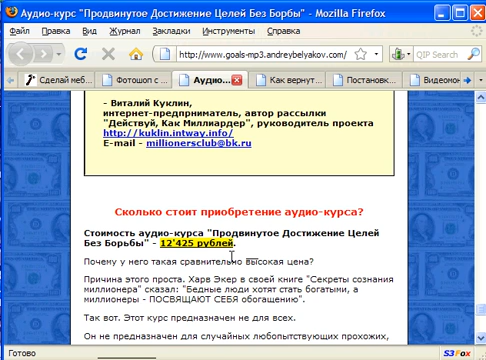 Аудио-курс "Продвинутое Достижение Целей Без Борьбы" - Mozilla Firefox
Файл Правка Вид Журнал Закладки Инструменты Справка
http://www.goals-mp3.andreybelyakov.com/ QIP Search
Сделай меб Фотошоп с Аудио... Как вернут Постановк Видеомон
- Виталий Куклин,
интернет-предпрниматель, автор рассылки
"Действуй, Как Миллиардер", руководитель проекта
http://kuklin.intway.info/
E-mail - millionersclub@bk.ru
Сколько стоит приобретение аудио-курса?
Стоимость аудио-курса "Продвинутое Достижение Целей
Без Борьбы" - 12'425 рублей.
Почему у него такая сравнительно высокая цена?
Причина этого проста. Харв Экер в своей книге "Секреты сознания
миллионера" сказал: "Бедные люди хотят стать богатыми, а
миллионеры - ПОСВЯЩАЮТ СЕБЯ обогащению".
Так вот. Этот курс предназначен не для всех.
Он не предназначен для случайных любопытствующих прохожих,
Готово S3Fox